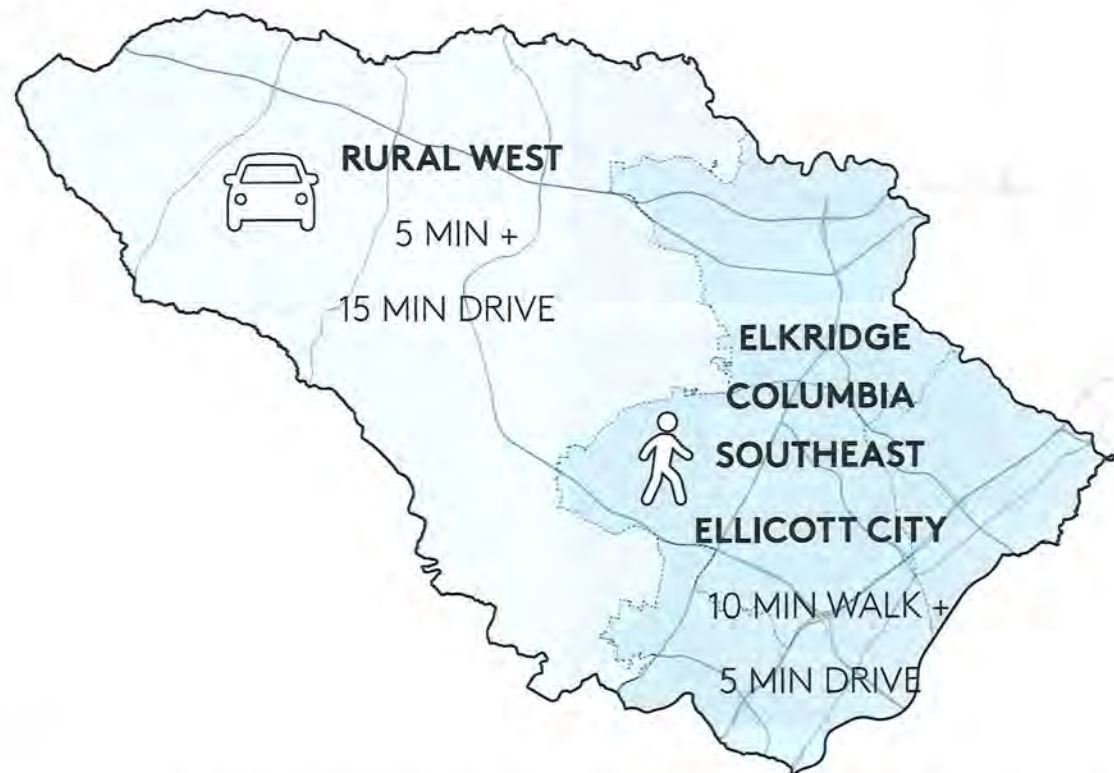 RURAL WEST
5 MIN +
15 MIN DRIVE
ELKRIDGE
COLUMBIA
SOUTHEAST
ELLICOTT CITY
10 MIN WALK +
5 MIN DRIVE